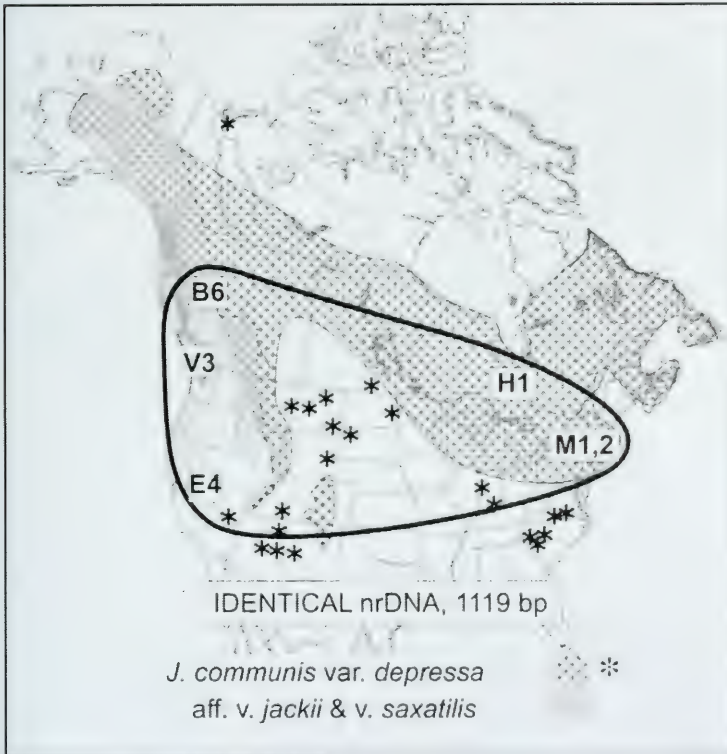 B6
V3
H1
M1,2
E4
IDENTICAL nrDNA, 1119 bp
J. communis var. depressa
aff. v. jackii & v. saxatilis